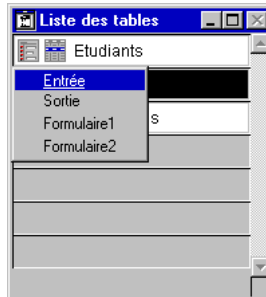 Liste des tables
Etudiants
Entrée
Sortie
Formulaire1
Formulaire2
s